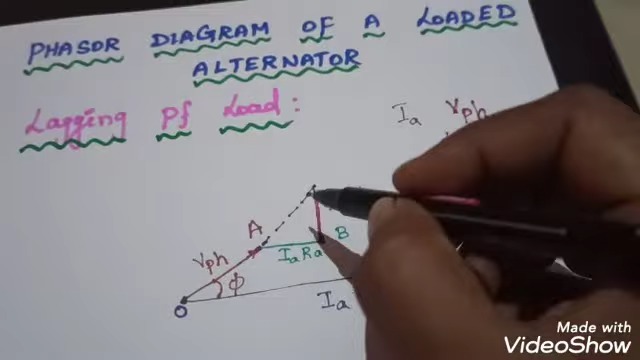 PHASOR DIAGRAM OF A LOADED
ALTERNATOR
Lagging Pf Load:
Ia Vph
A
B
Vph
IaRa
ϕ
O
Ia
Made with
VideoShow